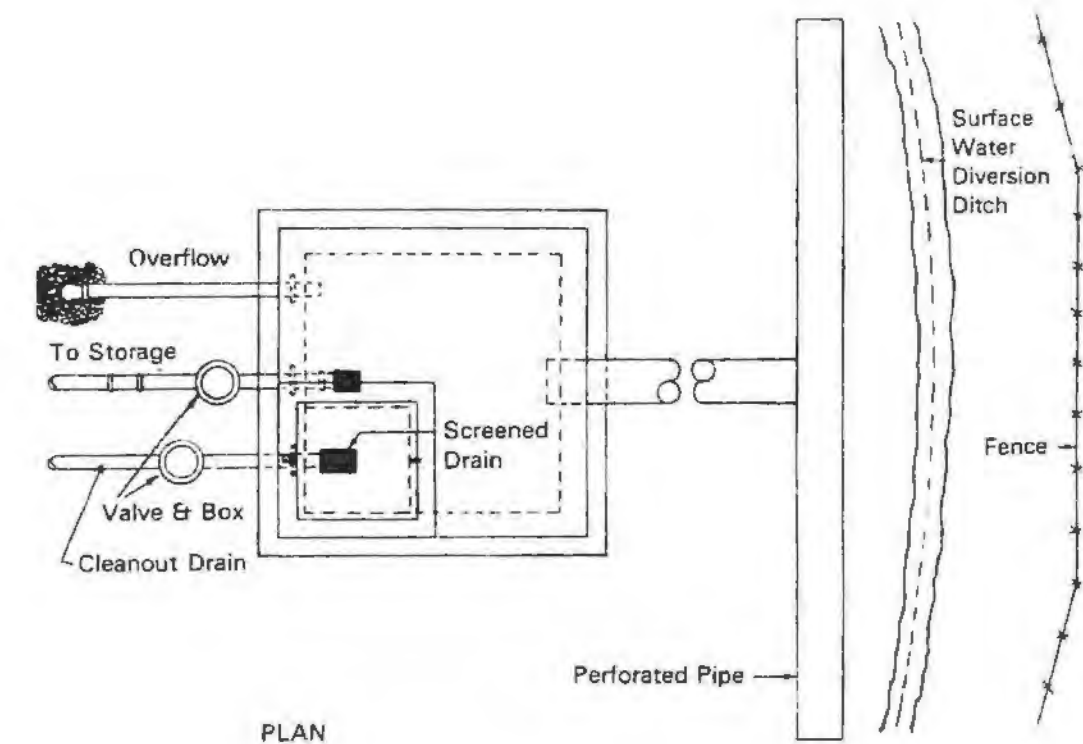 Surface
Water
Diversion
Ditch
Overflow
To Storage
Screened
Drain
Fence
Valve & Box
Cleanout Drain
Perforated Pipe
PLAN